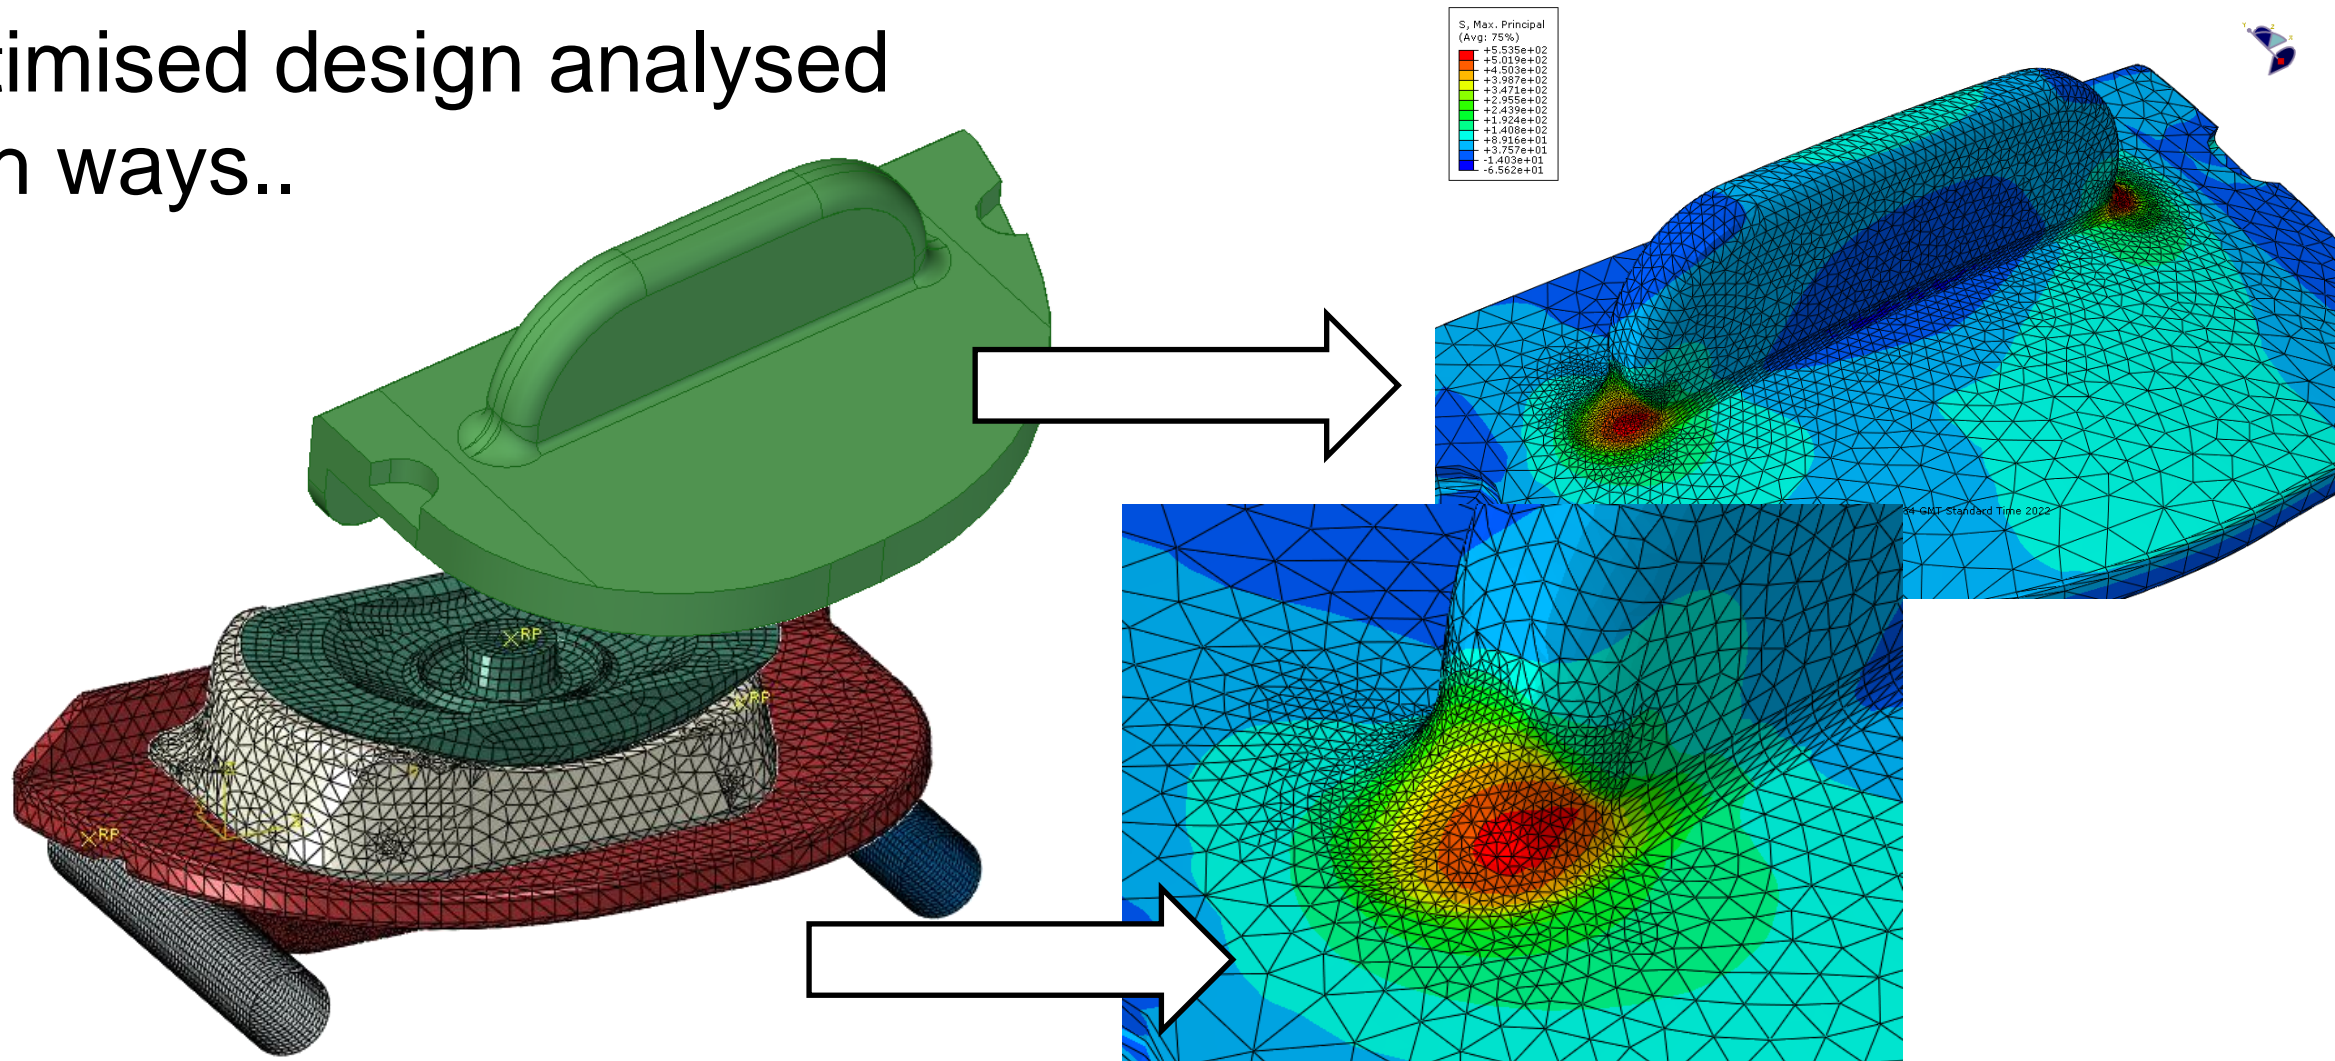 timised design analysed
n ways..
S, Max. Principal
(Avg: 75%)
+5.535e+02
+5.019e+02
+4.503e+02
+3.987e+02
+3.471e+02
+2.955e+02
+2.439e+02
+1.924e+02
+1.408e+02
+8.916e+01
+3.757e+01
-1.403e+01
-6.562e+01
34 GMT Standard Time 2022
RP
RP
RP